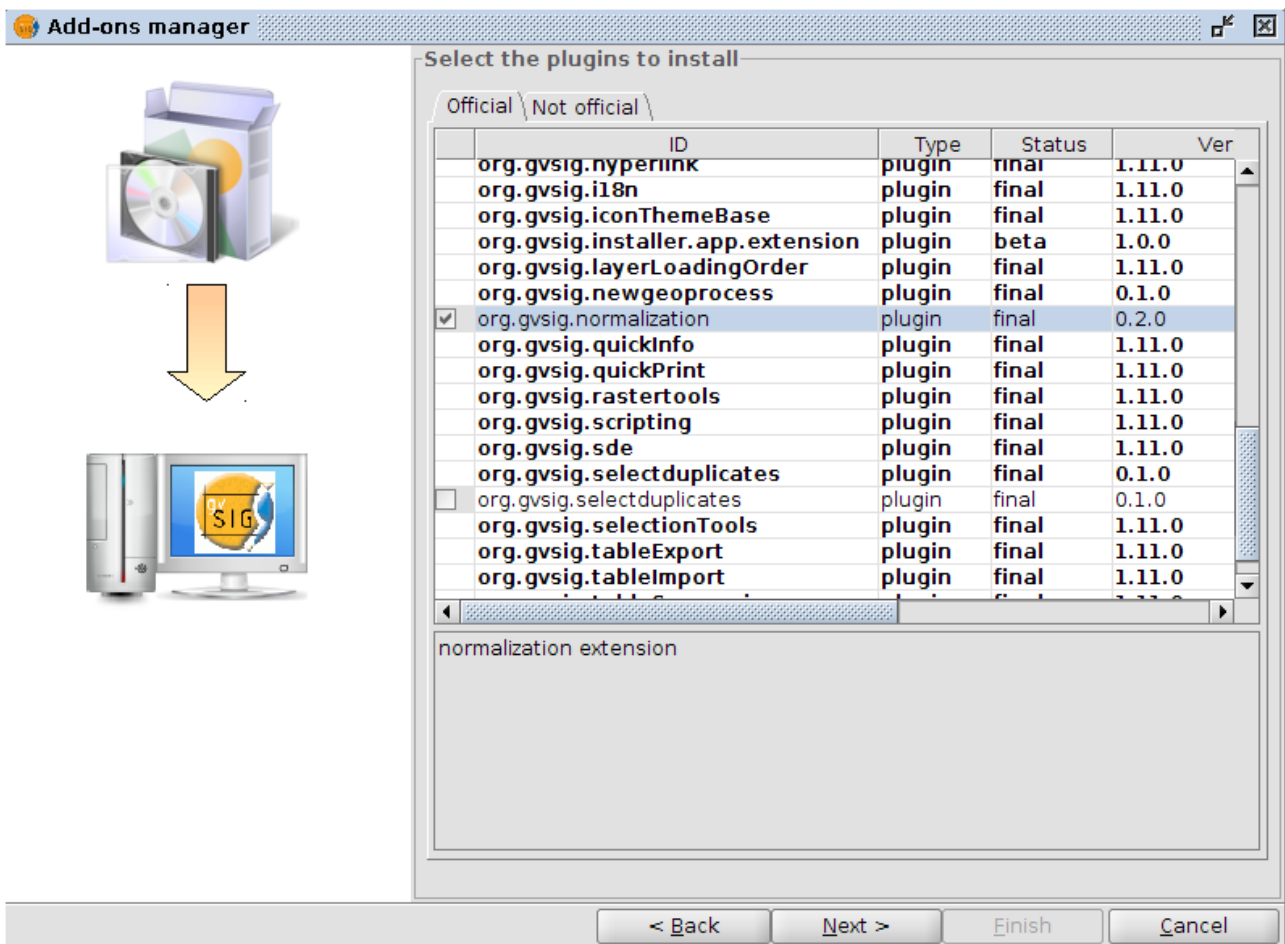 Add-ons manager
Select the plugins to install
Official Not official
ID Type Status Ver
org.gvsig.hyperlink plugin final 1.11.0
org.gvsig.i18n plugin final 1.11.0
org.gvsig.iconThemeBase plugin final 1.11.0
org.gvsig.installer.app.extension plugin beta 1.0.0
org.gvsig.layerLoadingOrder plugin final 1.11.0
org.gvsig.newgeoprocess plugin final 0.1.0
org.gvsig.normalization plugin final 0.2.0
org.gvsig.quickInfo plugin final 1.11.0
org.gvsig.quickPrint plugin final 1.11.0
org.gvsig.rastertools plugin final 1.11.0
org.gvsig.scripting plugin final 1.11.0
org.gvsig.sde plugin final 1.11.0
org.gvsig.selectduplicates plugin final 0.1.0
org.gvsig.selectduplicates plugin final 0.1.0
org.gvsig.selectionTools plugin final 1.11.0
org.gvsig.tableExport plugin final 1.11.0
org.gvsig.tableImport plugin final 1.11.0
normalization extension
gv
SIG
< Back Next > Finish Cancel